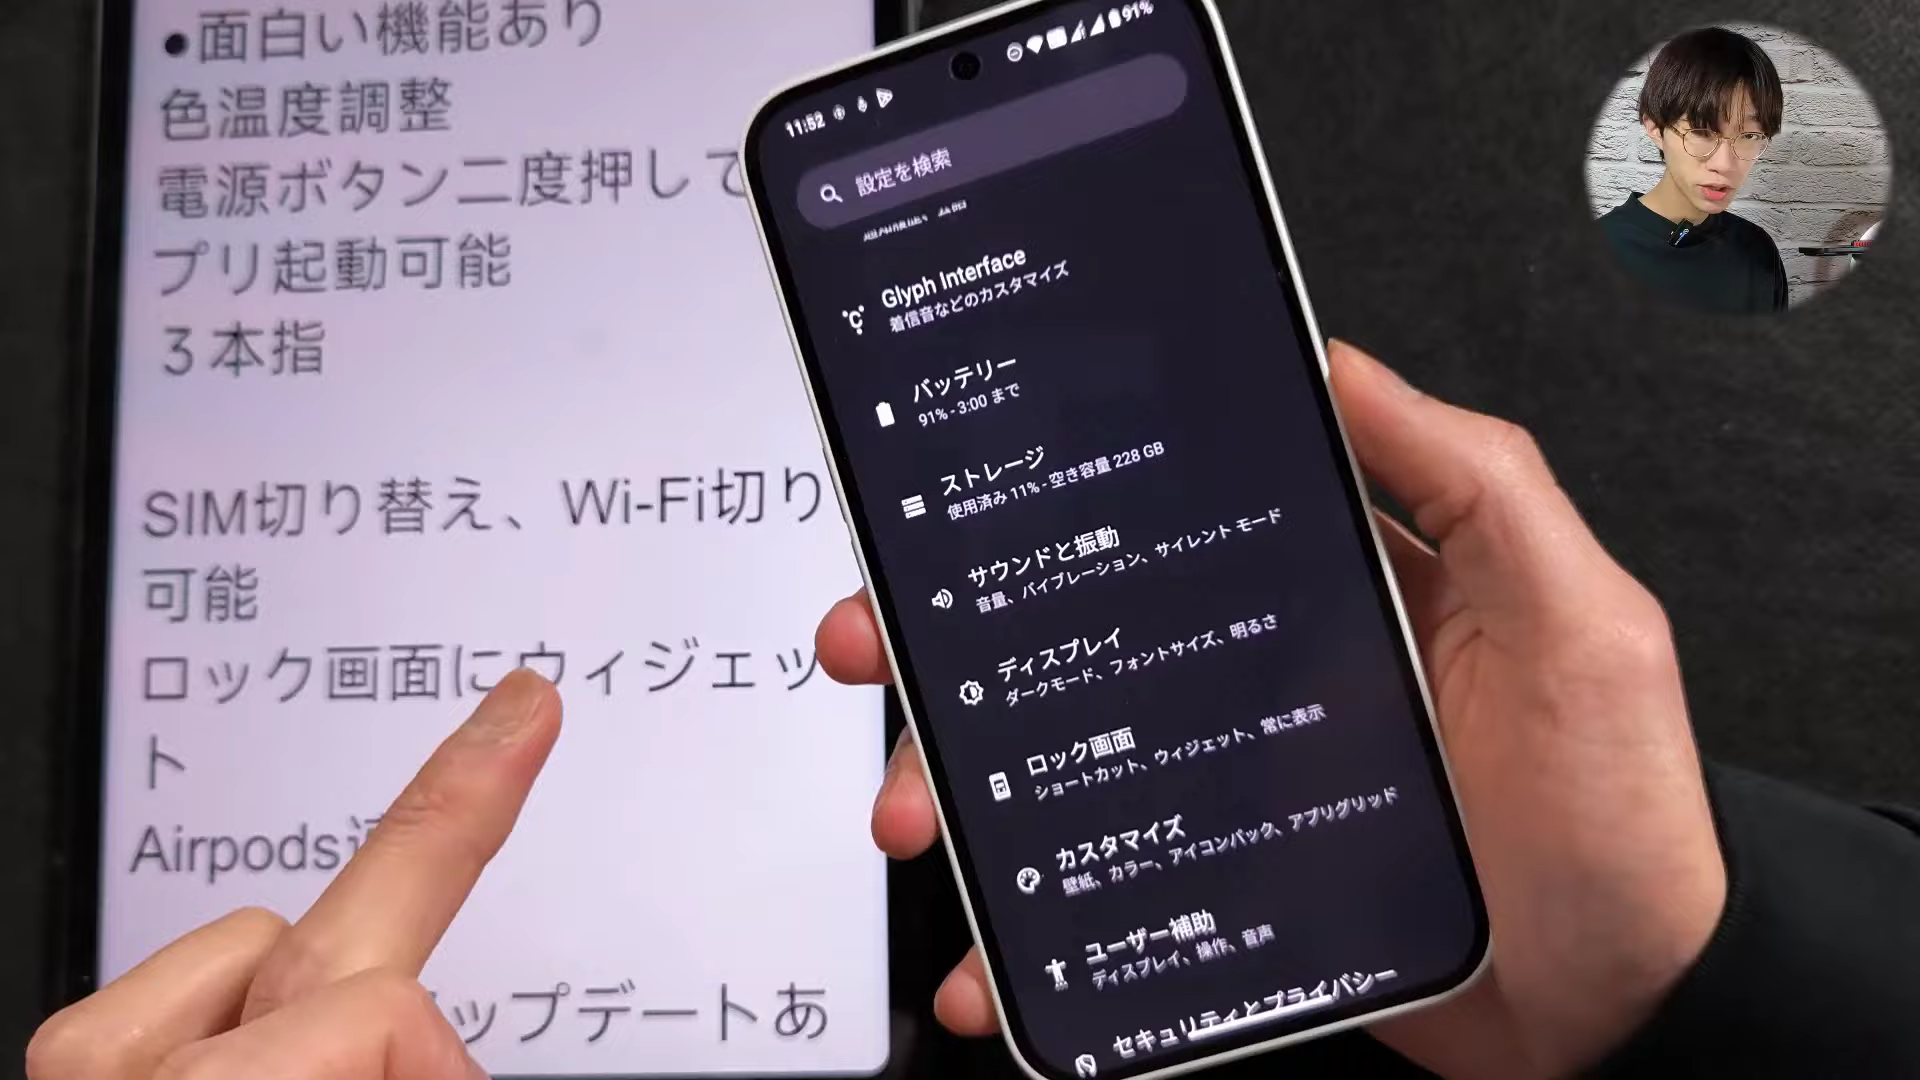 •面白い機能あり
色温度調整
電源ボタン二度押して
プリ起動可能
３本指
SIM切り替え、Wi-Fi切り
可能
ロック画面にウィジェッ
ト
Airpods
ップデートあ
11:52
91%
設定を検索
Glyph Interface
着信音などのカスタマイズ
バッテリー
91% - 3:00 まで
ストレージ
使用済み 11% - 空き容量 228 GB
サウンドと振動
音量、バイブレーション、サイレント モード
ディスプレイ
ダークモード、フォントサイズ、明るさ
ロック画面
ショートカット、ウィジェット、常に表示
カスタマイズ
壁紙、カラー、アイコンパック、アプリグリッド
ユーザー補助
ディスプレイ、操作、音声
セキュリティとプライバシー